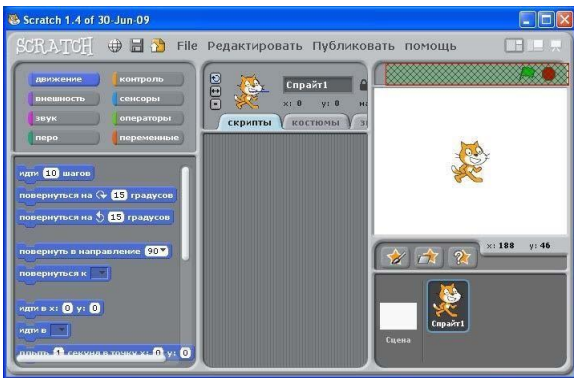 Scratch 1.4 of 30-Jun-09
SCRATCH File Редактировать Публиковать помощь
движение контроль
внешность сенсоры
звук операторы
перо переменные
Спрайт1
x: 0 y: 0
скрипты костюмы
идти 10 шагов
повернуться на 15 градусов
повернуться на 15 градусов
повернуть в направление 90
повернуться к
идти в x: 0 y: 0
идти в
плыть 1 секунд в точку x: 0 y: 0
x: 188 y: 46
Спрайт1
Сцена